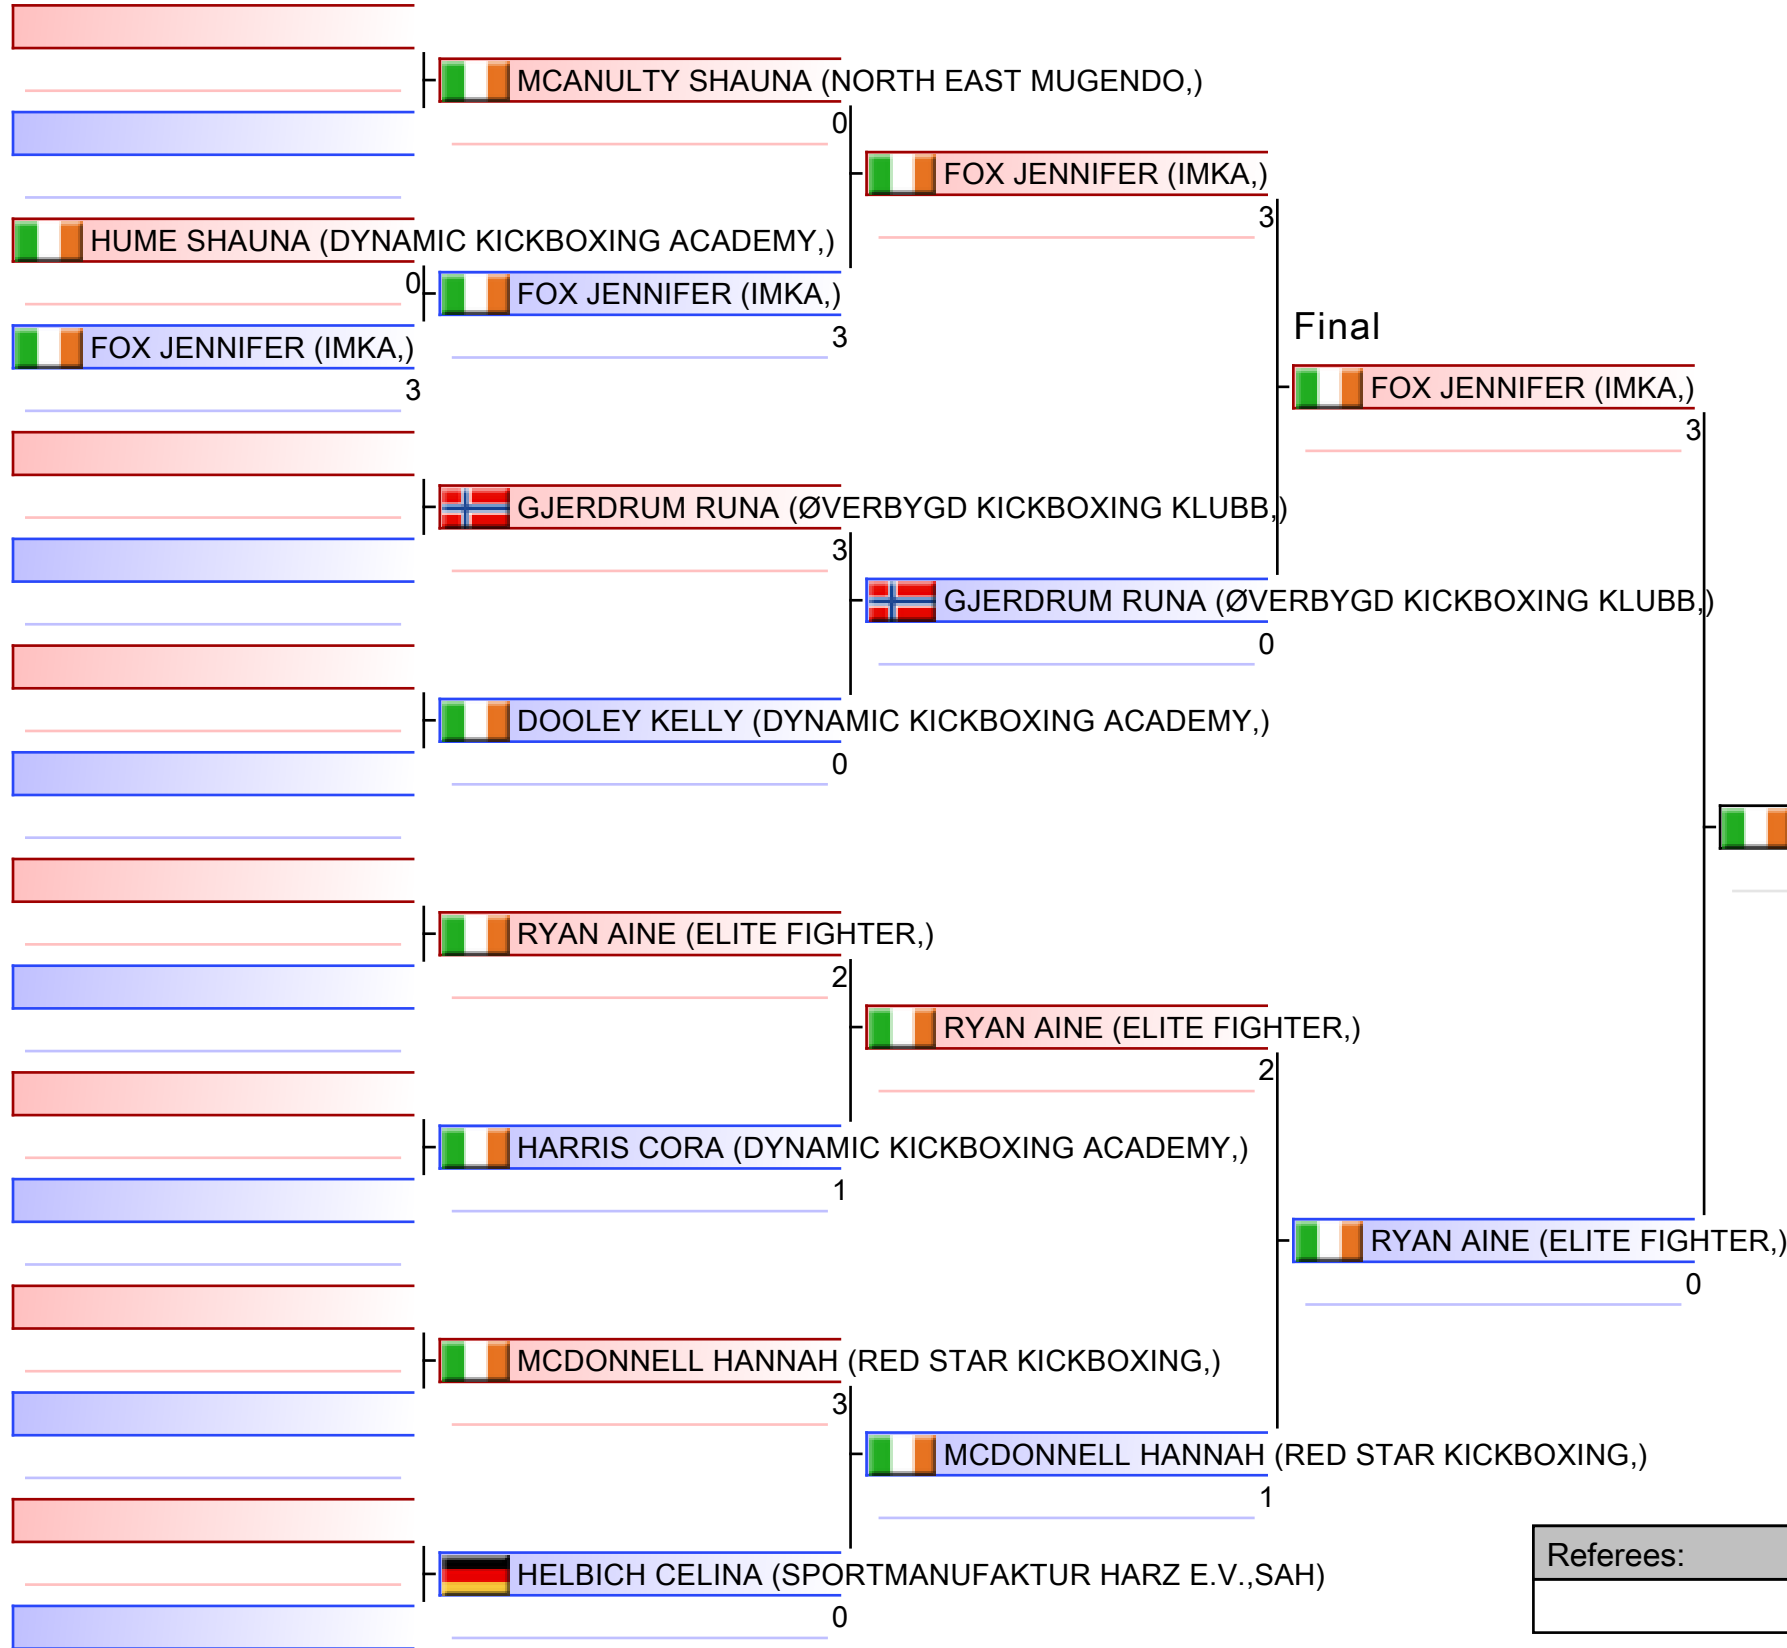 MCANULTY SHAUNA (NORTH EAST MUGENDO,)
0
FOX JENNIFER (IMKA,)
3
HUME SHAUNA (DYNAMIC KICKBOXING ACADEMY,)
0
FOX JENNIFER (IMKA,)
3
FOX JENNIFER (IMKA,)
3
Final
FOX JENNIFER (IMKA,)
3
GJERDRUM RUNA (ØVERBYGD KICKBOXING KLUBB,)
3
GJERDRUM RUNA (ØVERBYGD KICKBOXING KLUBB,)
0
DOOLEY KELLY (DYNAMIC KICKBOXING ACADEMY,)
0
RYAN AINE (ELITE FIGHTER,)
2
RYAN AINE (ELITE FIGHTER,)
2
HARRIS CORA (DYNAMIC KICKBOXING ACADEMY,)
1
RYAN AINE (ELITE FIGHTER,)
0
MCDONNELL HANNAH (RED STAR KICKBOXING,)
3
MCDONNELL HANNAH (RED STAR KICKBOXING,)
1
HELBICH CELINA (SPORTMANUFAKTUR HARZ E.V.,SAH)
0
Referees: